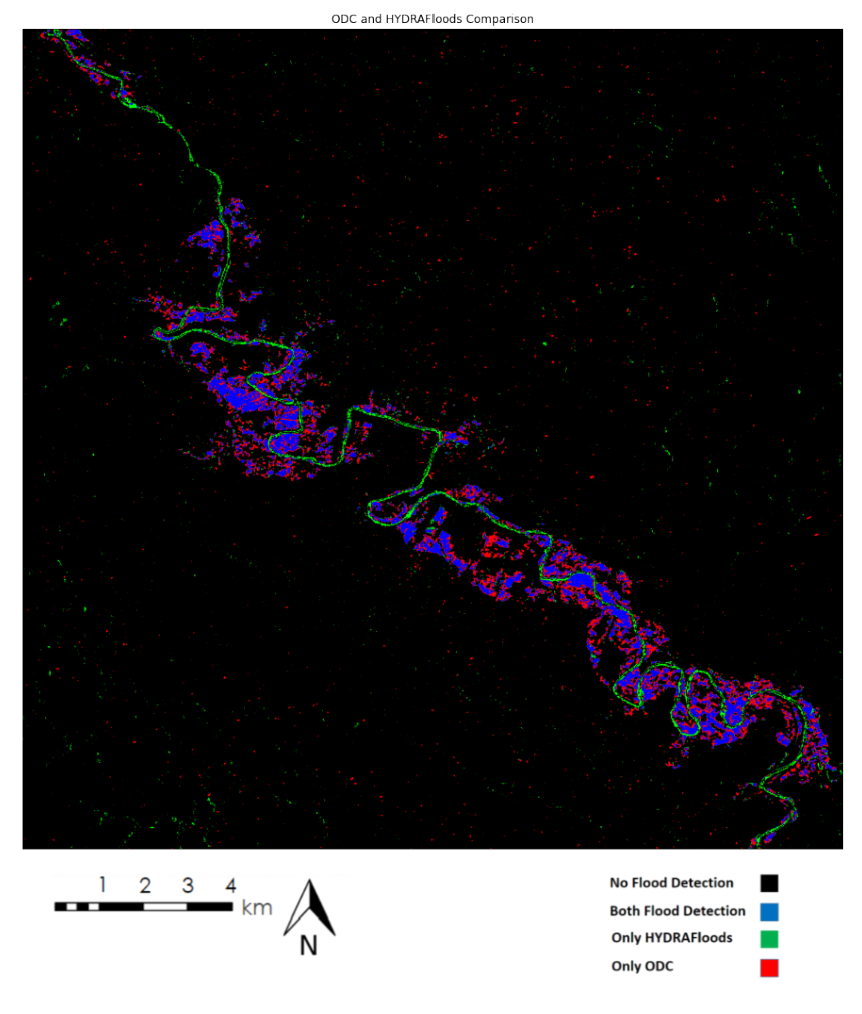 ODC and HYDRAFloods Comparison
1 2 3 4
km
N
No Flood Detection
Both Flood Detection
Only HYDRAFloods
Only ODC